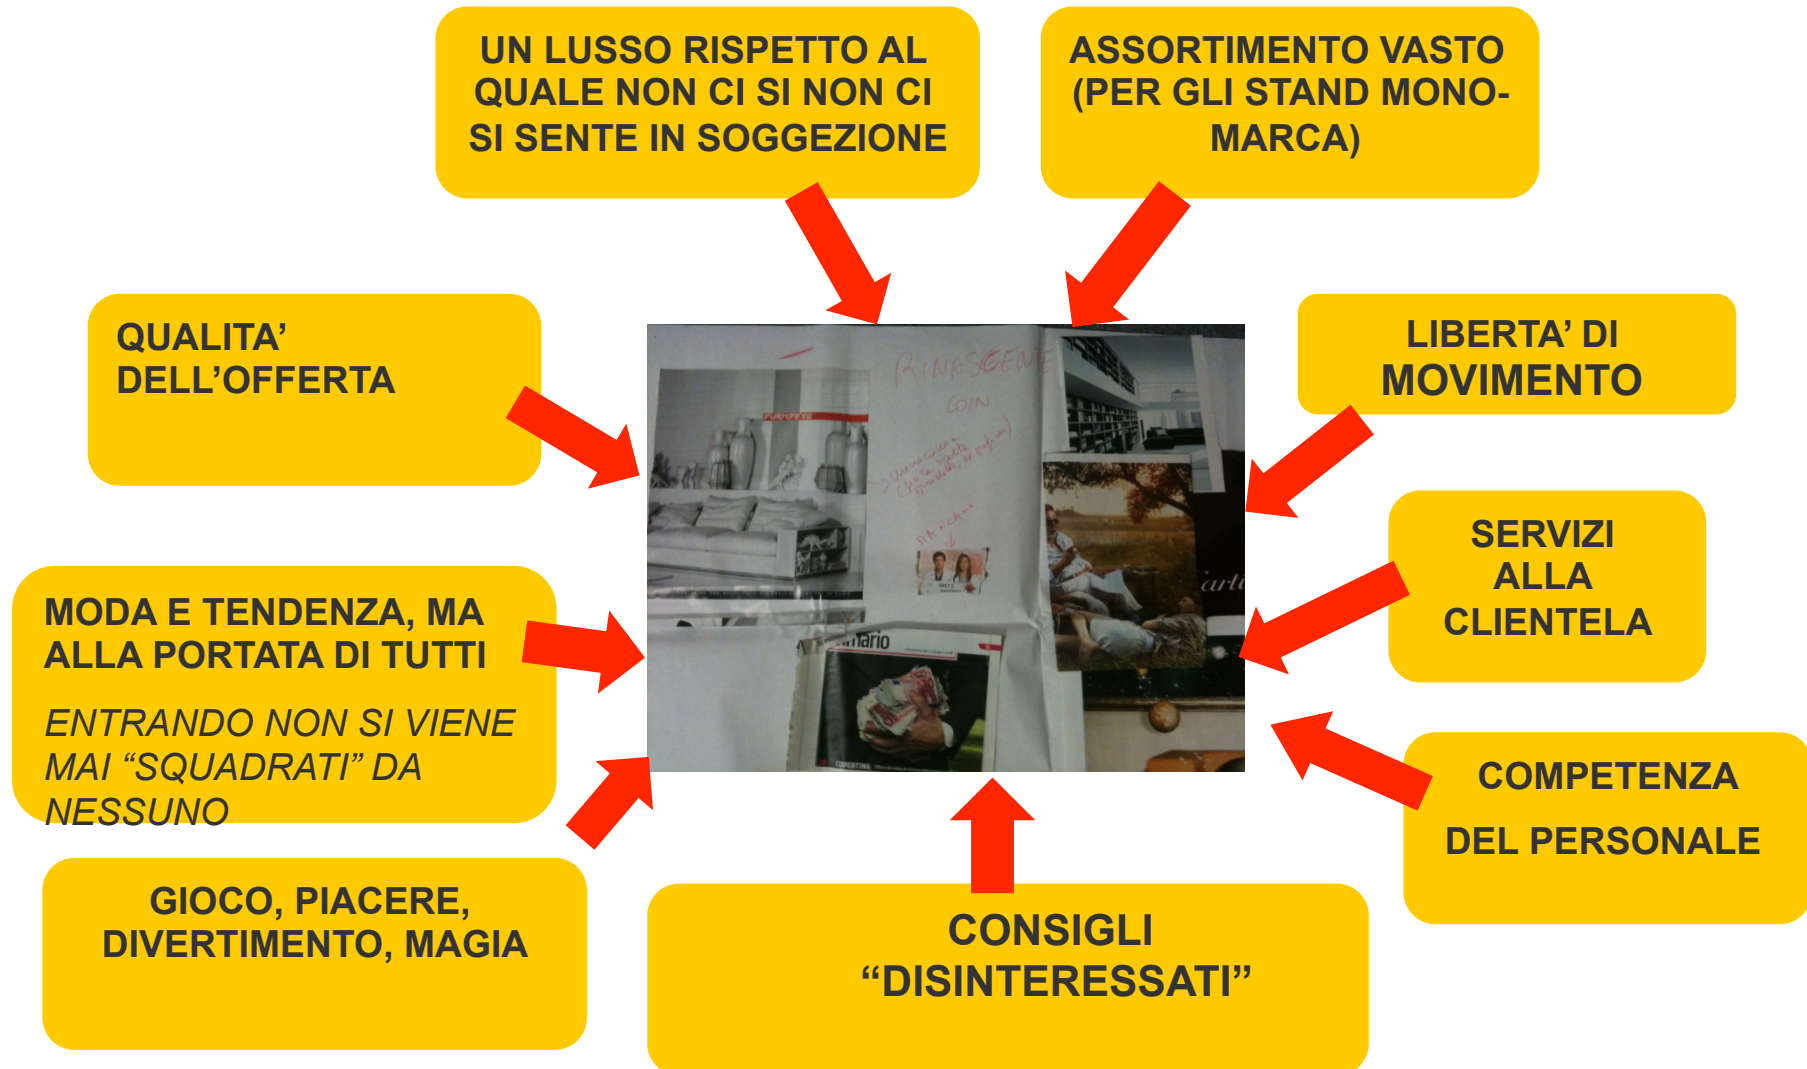 UN LUSSO RISPETTO AL
QUALE NON CI SI NON CI
SI SENTE IN SOGGEZIONE
ASSORTIMENTO VASTO
(PER GLI STAND MONO-
MARCA)
QUALITA’
DELL’OFFERTA
LIBERTA’ DI
MOVIMENTO
RINASCENTE
COIN
SERVIZI
ALLA
CLIENTELA
MODA E TENDENZA, MA
ALLA PORTATA DI TUTTI
ENTRANDO NON SI VIENE
MAI “SQUADRATI” DA
NESSUNO
COPERTINA
COMPETENZA
DEL PERSONALE
GIOCO, PIACERE,
DIVERTIMENTO, MAGIA
CONSIGLI
“DISINTERESSATI”